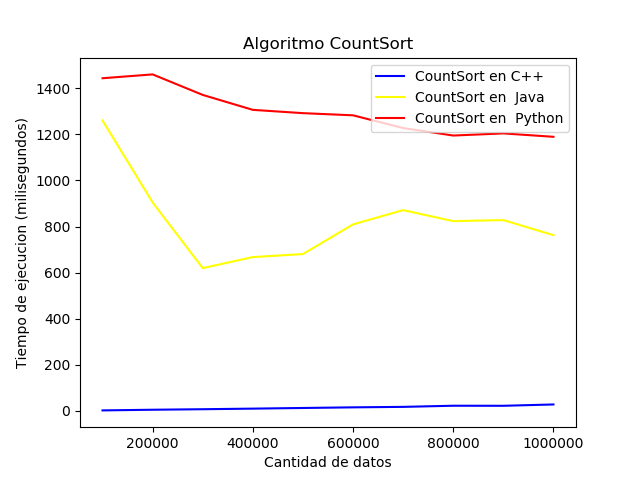 Algoritmo CountSort
CountSort en C++
CountSort en  Java
CountSort en  Python
Tiempo de ejecucion (milisegundos)
1400
1200
1000
800
600
400
200
0
200000 400000 600000 800000 1000000
Cantidad de datos